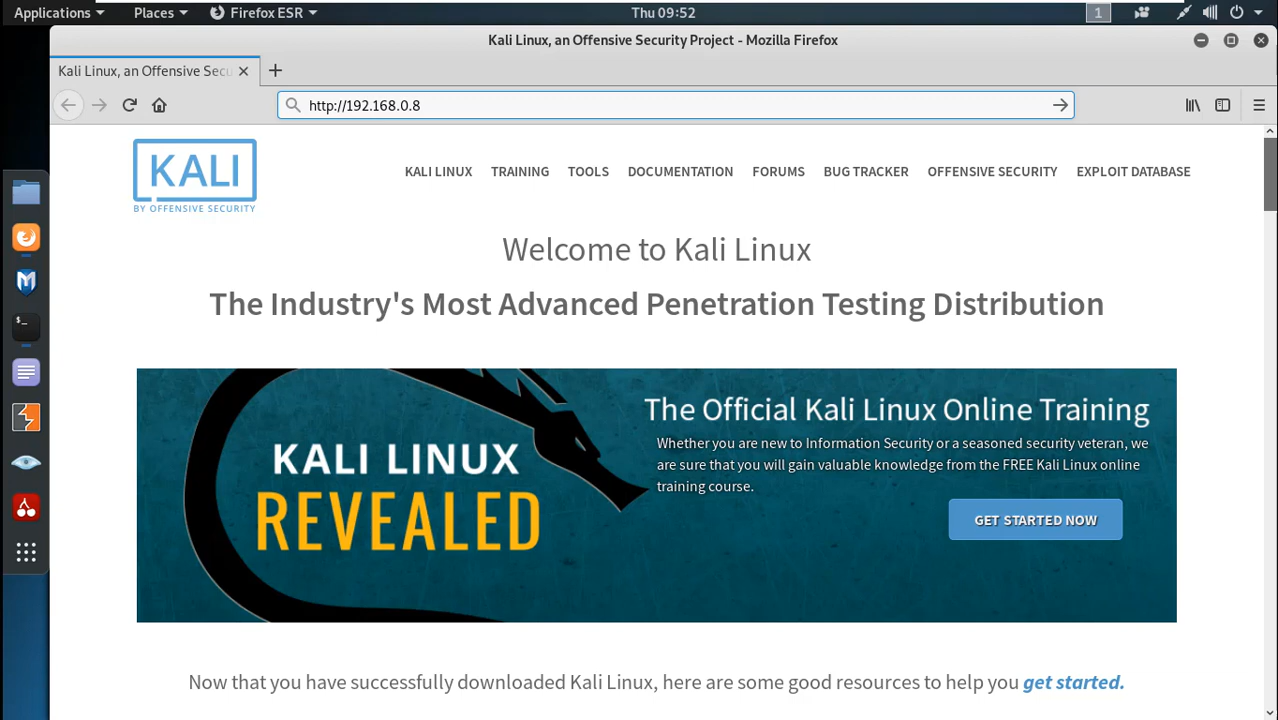 Applications Places Firefox ESR Thu 09:52 1
Kali Linux, an Offensive Security Project - Mozilla Firefox
Kali Linux, an Offensive Secu
http://192.168.0.8
KALI
BY OFFENSIVE SECURITY
KALI LINUX TRAINING TOOLS DOCUMENTATION FORUMS BUG TRACKER OFFENSIVE SECURITY EXPLOIT DATABASE
Welcome to Kali Linux
The Industry's Most Advanced Penetration Testing Distribution
KALI LINUX
REVEALED
The Official Kali Linux Online Training
Whether you are new to Information Security or a seasoned security veteran, we
are sure that you will gain valuable knowledge from the FREE Kali Linux online
training course.
GET STARTED NOW
Now that you have successfully downloaded Kali Linux, here are some good resources to help you get started.